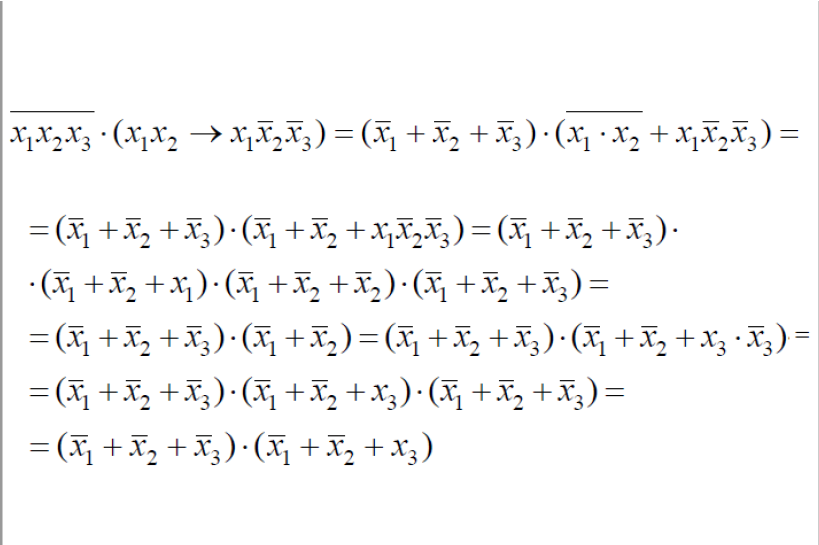 $\overline{x_1x_2x_3} \cdot (x_1x_2 \rightarrow x_1\bar{x}_2\bar{x}_3) = (\bar{x}_1 + \bar{x}_2 + \bar{x}_3) \cdot (\overline{x_1 \cdot x_2} + x_1\bar{x}_2\bar{x}_3) =$
$= (\bar{x}_1 + \bar{x}_2 + \bar{x}_3) \cdot (\bar{x}_1 + \bar{x}_2 + x_1\bar{x}_2\bar{x}_3) = (\bar{x}_1 + \bar{x}_2 + \bar{x}_3) \cdot$
$\cdot (\bar{x}_1 + \bar{x}_2 + x_1) \cdot (\bar{x}_1 + \bar{x}_2 + \bar{x}_2) \cdot (\bar{x}_1 + \bar{x}_2 + \bar{x}_3) =$
$= (\bar{x}_1 + \bar{x}_2 + \bar{x}_3) \cdot (\bar{x}_1 + \bar{x}_2) = (\bar{x}_1 + \bar{x}_2 + \bar{x}_3) \cdot (\bar{x}_1 + \bar{x}_2 + x_3 \cdot \bar{x}_3) =$
$= (\bar{x}_1 + \bar{x}_2 + \bar{x}_3) \cdot (\bar{x}_1 + \bar{x}_2 + x_3) \cdot (\bar{x}_1 + \bar{x}_2 + \bar{x}_3) =$
$= (\bar{x}_1 + \bar{x}_2 + \bar{x}_3) \cdot (\bar{x}_1 + \bar{x}_2 + x_3)$